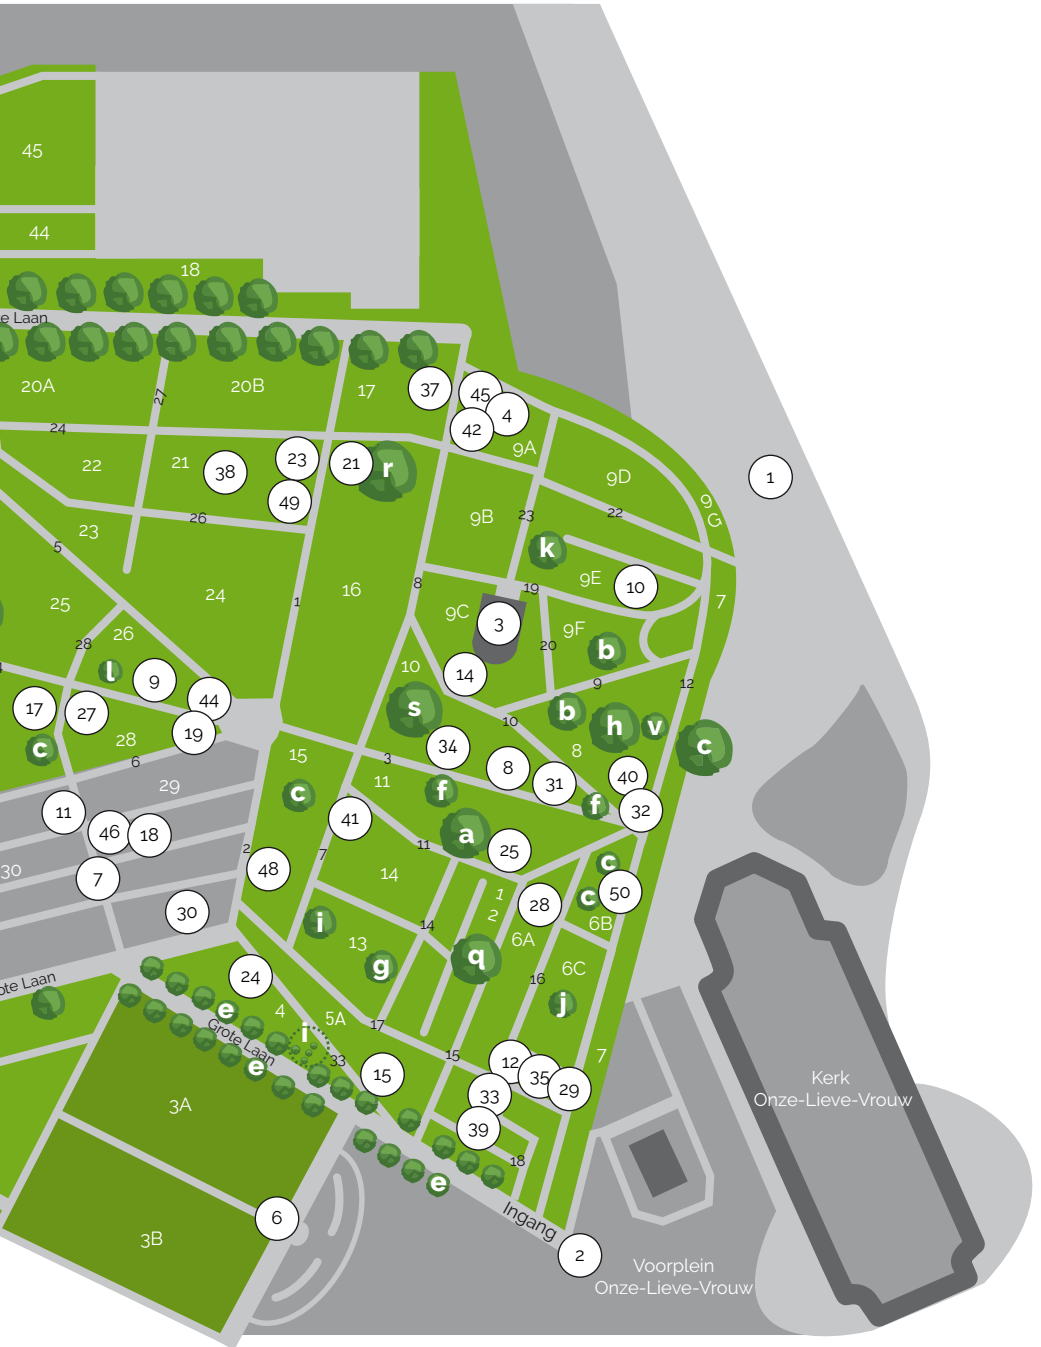 45
44
18
te Laan
20A
27
20B
17
37
45
4
42
24
9A
22
21
38
23
21
r
49
9D
1
9
G
26
9B
23
22
23
5
k
25
24
1
16
8
19
9E
10
7
9C
3
20
9F
b
26
28
l
9
10
14
9
12
17
27
44
s
b
h
v
c
c
28
19
10
6
34
8
15
3
8
31
40
29
c
11
f
f
32
11
46
18
41
a
25
2
7
11
c
30
7
48
14
1
2
28
c
50
6B
30
i
14
13
6A
g
q
24
16
6C
ote Laan
e
4
5A
j
Grote Laan
i
17
33
e
15
15
12
35
29
7
3A
33
39
Kerk
Onze-Lieve-Vrouw
18
e
6
Ingang
3B
2
Voorplein
Onze-Lieve-Vrouw